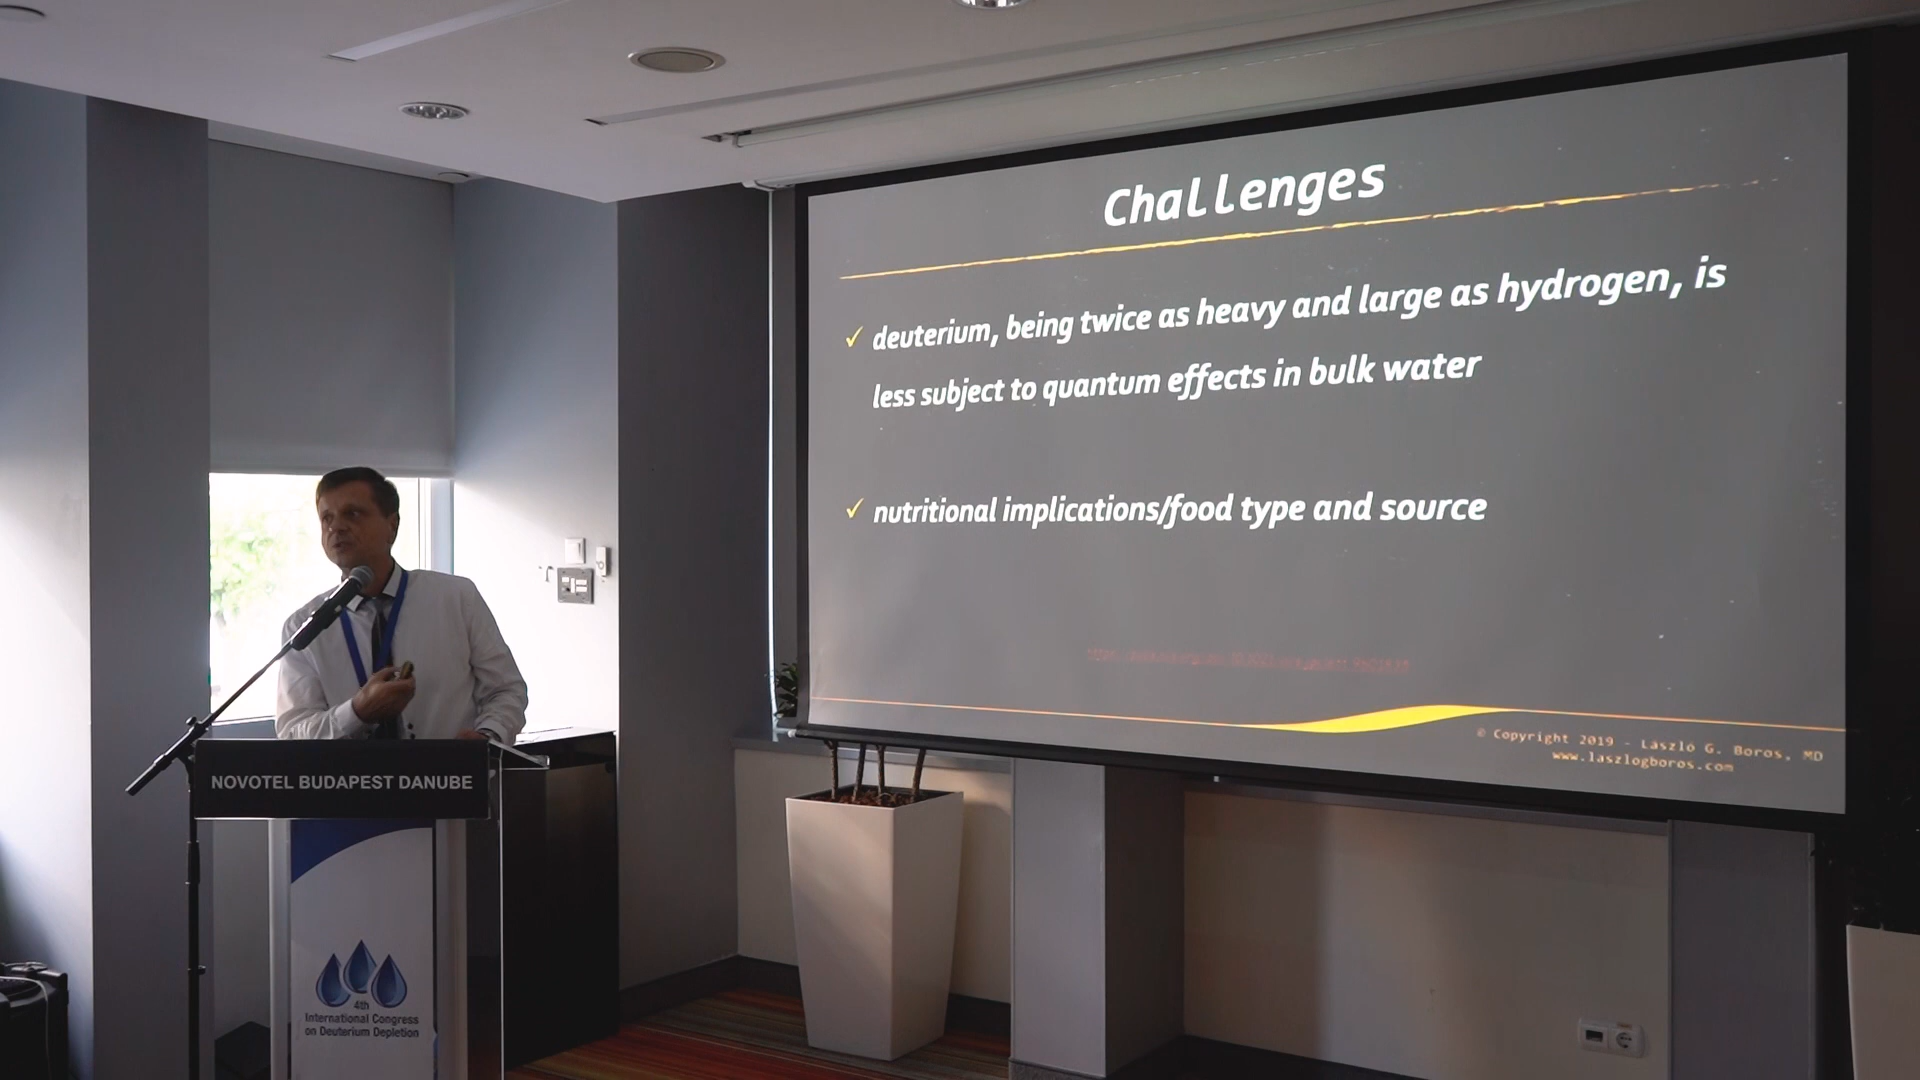 Challenges
✓ deuterium, being twice as heavy and large as hydrogen, is
less subject to quantum effects in bulk water
✓ nutritional implications/food type and source
© Copyright 2019 - László G. Boros, MD
www.laszlogboros.com
NOVOTEL BUDAPEST DANUBE
4th
International Congress
on Deuterium Depletion